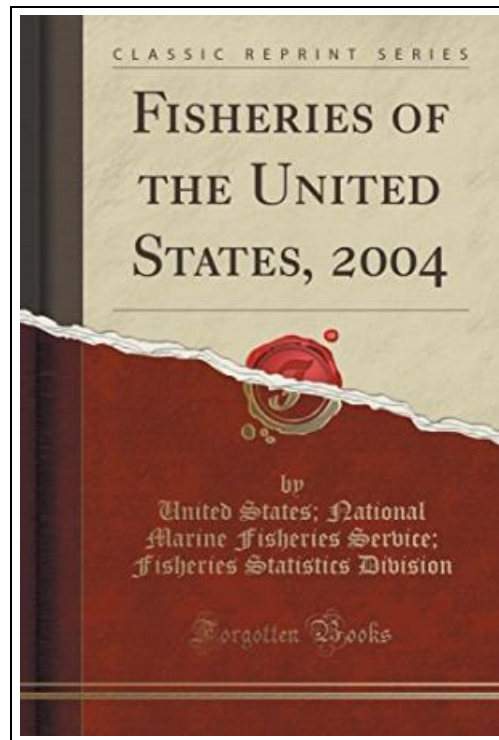 CLASSIC REPRINT SERIES
FISHERIES OF
THE UNITED
STATES, 2004
by
United States; National
Marine Fisheries Service;
Fisheries Statistics Division
Forgotten Books